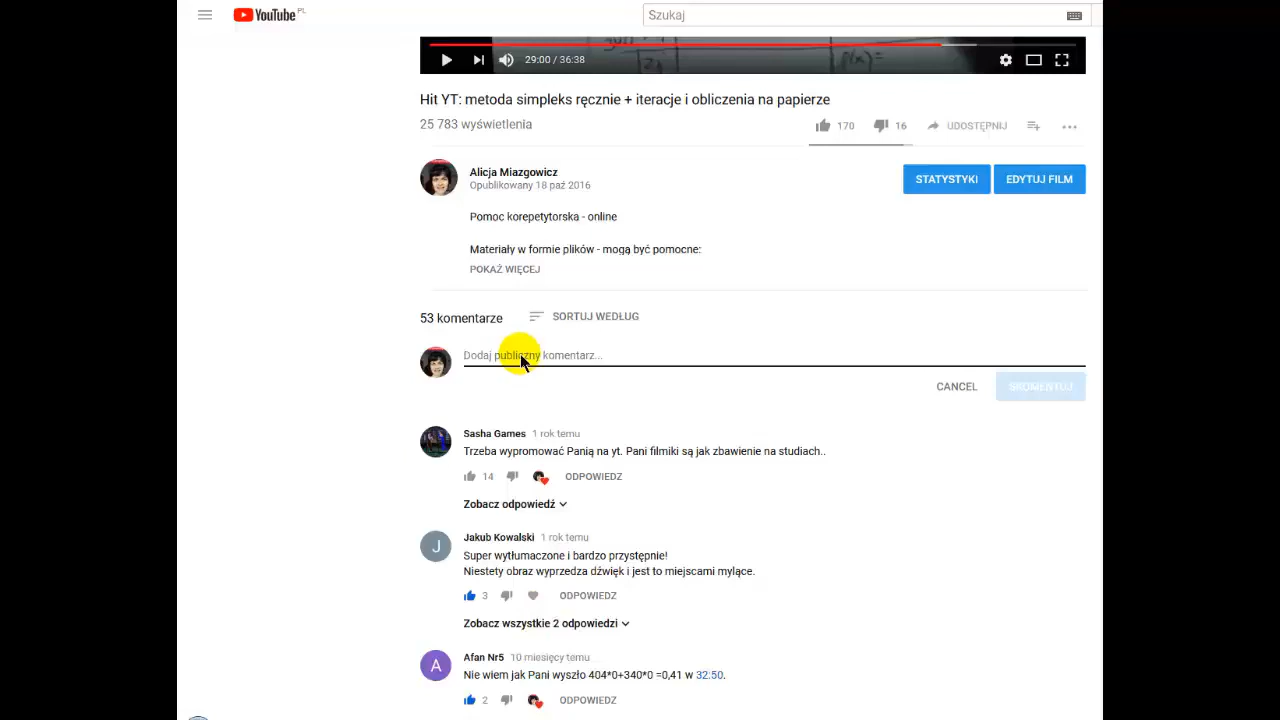 YouTube PL
Szukaj
29:00 / 36:38
Hit YT: metoda simpleks ręcznie + iteracje i obliczenia na papierze
25 783 wyświetlenia
170
16
UDOSTĘPNIJ
Alicja Miazgowicz
Opublikowany 18 paź 2016
STATYSTYKI
EDYTUJ FILM
Pomoc korepetytorska - online
Materiały w formie plików - mogą być pomocne:
POKAŻ WIĘCEJ
53 komentarze
SORTUJ WEDŁUG
Dodaj publiczny komentarz...
CANCEL
SKOMENTUJ
Sasha Games 1 rok temu
Trzeba wypromować Panią na yt. Pani filmiki są jak zbawienie na studiach..
14
ODPOWIEDZ
Zobacz odpowiedź
J
Jakub Kowalski 1 rok temu
Super wytłumaczone i bardzo przystępnie!
Niestety obraz wyprzedza dźwięk i jest to miejscami mylące.
3
ODPOWIEDZ
Zobacz wszystkie 2 odpowiedzi
A
Afan Nr5 10 miesięcy temu
Nie wiem jak Pani wyszło 404*0+340*0 =0,41 w 32:50.
2
ODPOWIEDZ